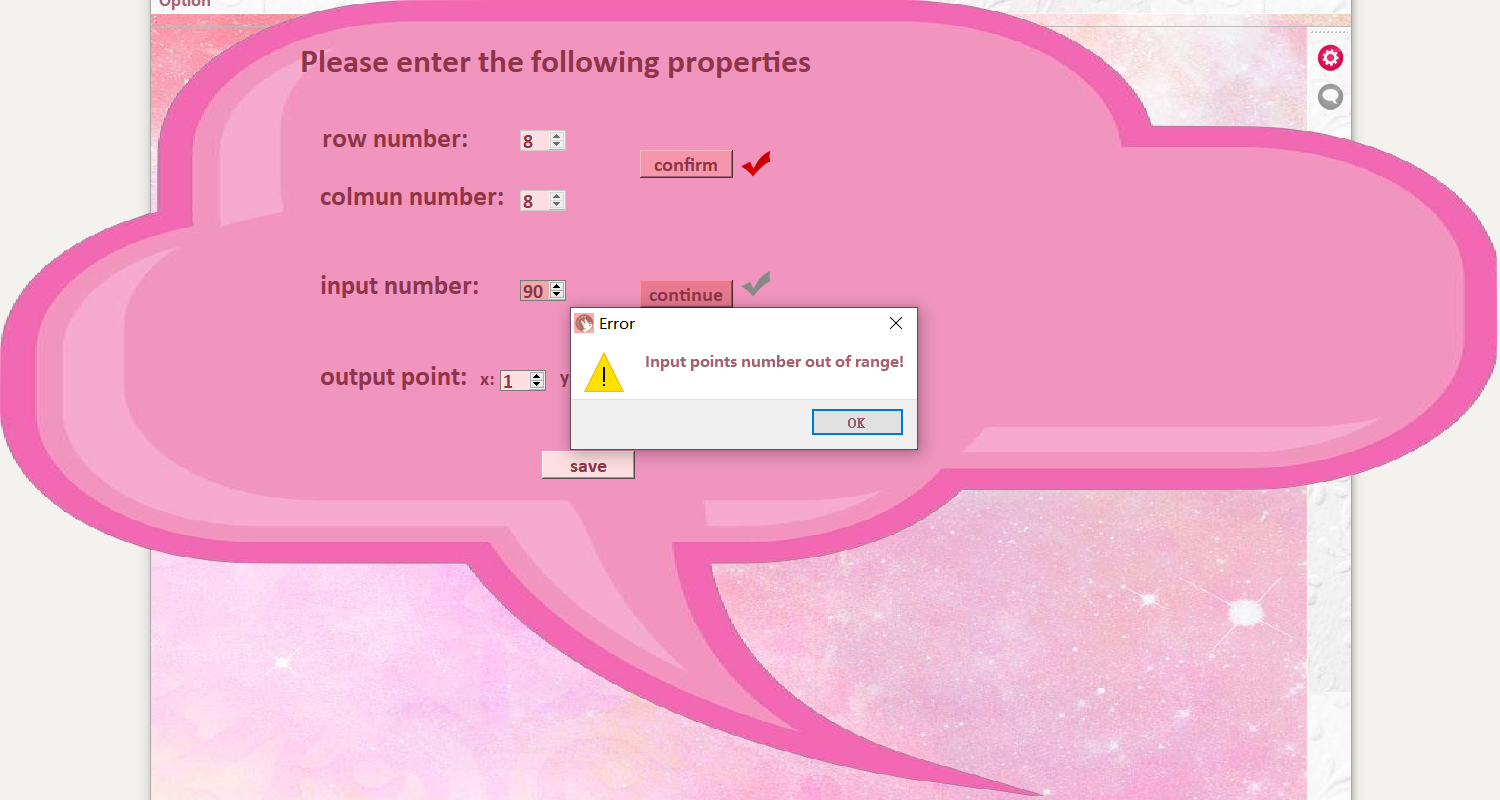 Option
Please enter the following properties
row number: 8
confirm
colmun number: 8
input number: 90
continue
Error
Input points number out of range!
output point: x: 1 y
OK
save